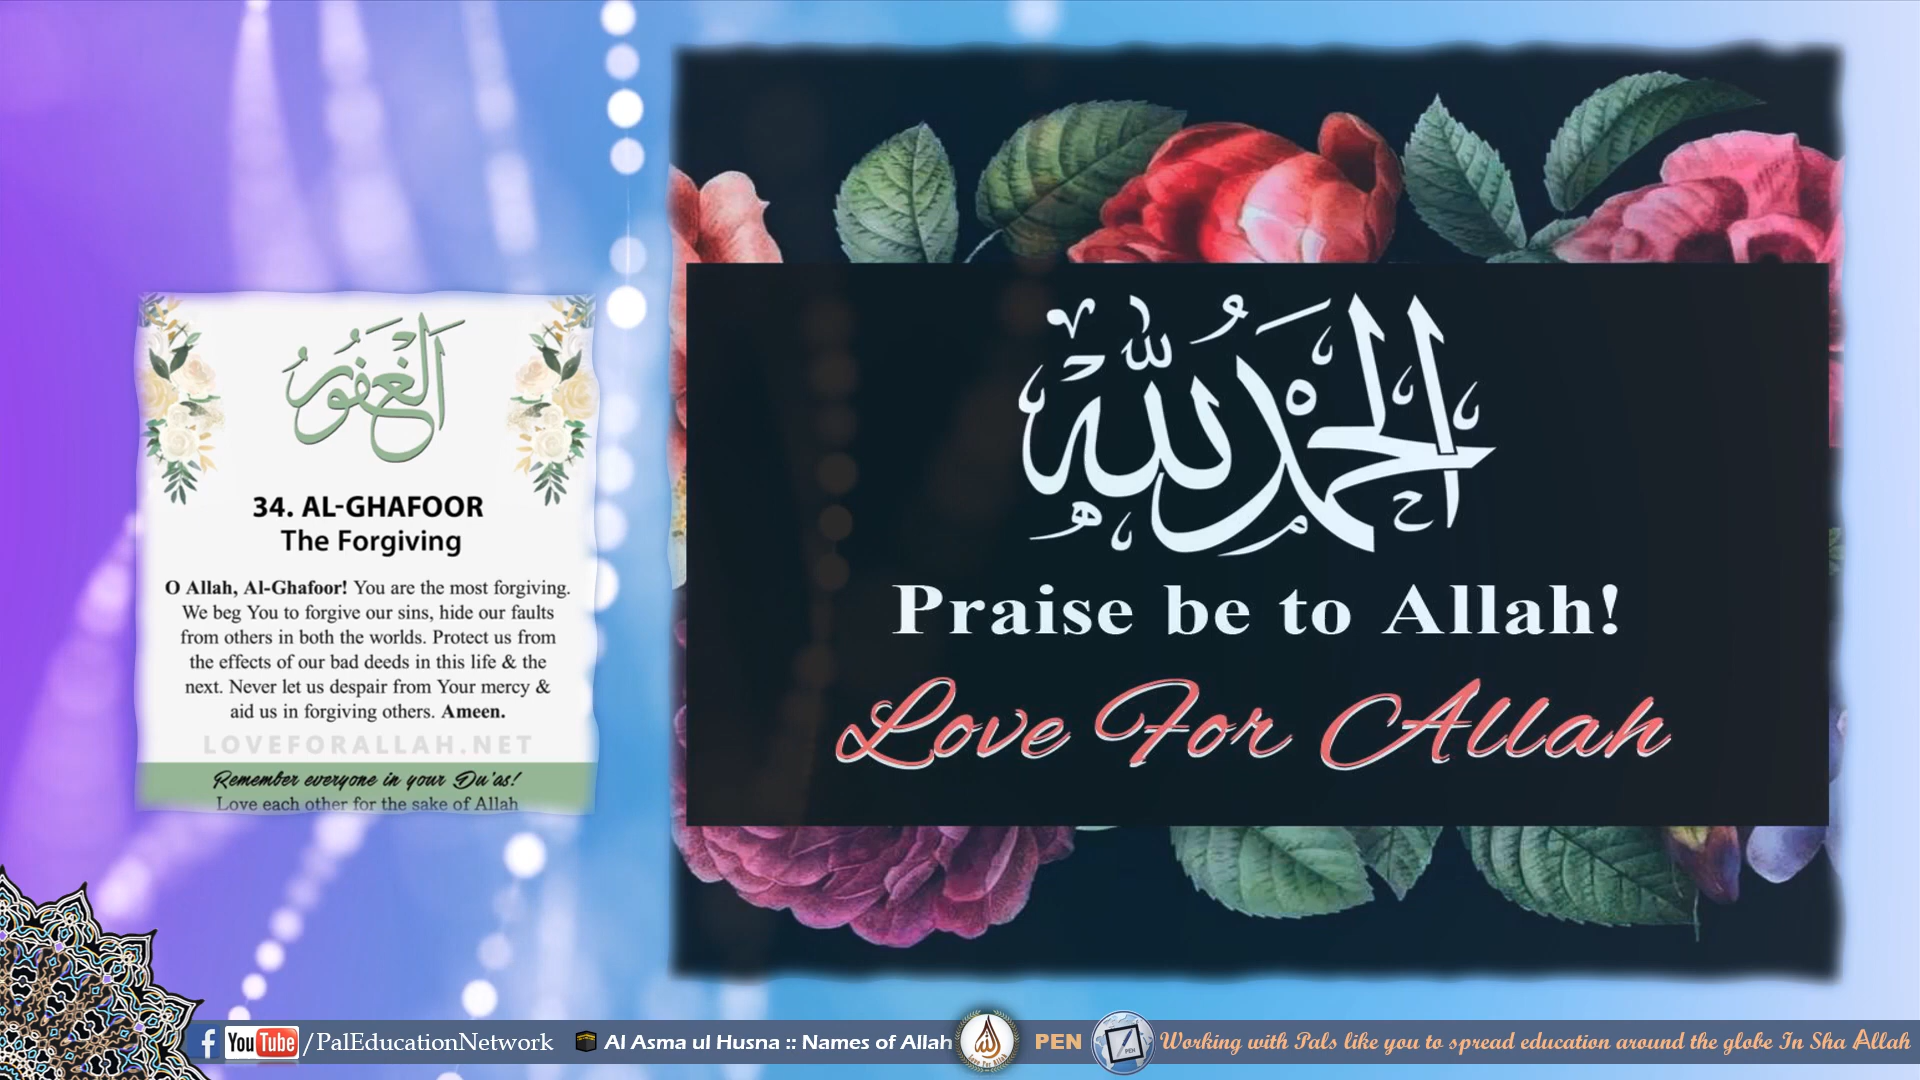 اَلْغَفُورُ
34. AL-GHAFOOR
The Forgiving
O Allah, Al-Ghafoor! You are the most forgiving.
We beg You to forgive our sins, hide our faults
from others in both the worlds. Protect us from
the effects of our bad deeds in this life & the
next. Never let us despair from Your mercy &
aid us in forgiving others. Ameen.
LOVEFORALLAH.NET
Remember everyone in your Du'as!
Love each other for the sake of Allah
الحمد لله
Praise be to Allah!
Love For Allah
f YouTube /PalEducationNetwork Al Asma ul Husna :: Names of Allah PEN Working with Pals like you to spread education around the globe In Sha Allah